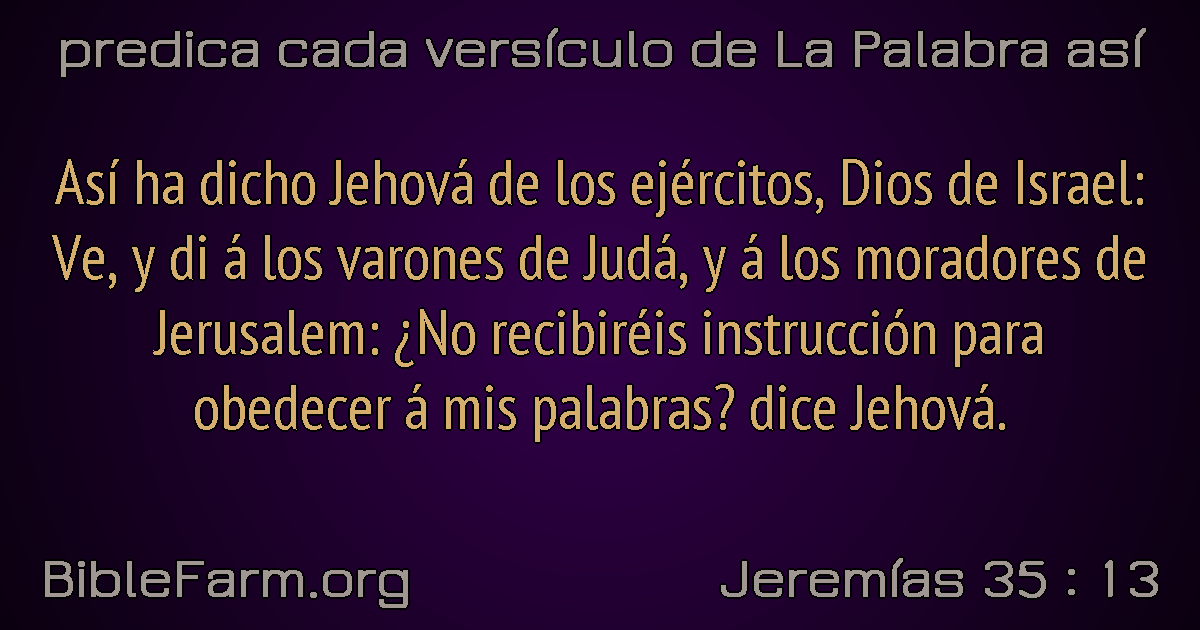 predica cada versículo de La Palabra así
Así ha dicho Jehová de los ejércitos, Dios de Israel:
Ve, y di á los varones de Judá, y á los moradores de
Jerusalem: ¿No recibiréis instrucción para
obedecer á mis palabras? dice Jehová.
BibleFarm.org
Jeremías 35 : 13